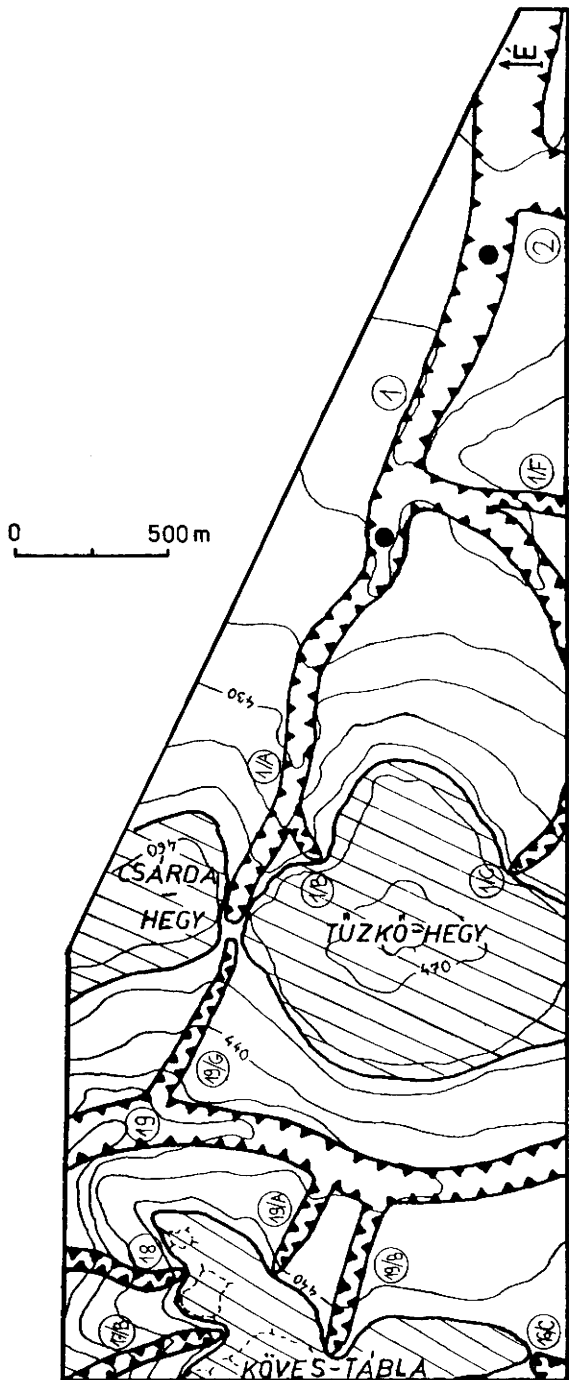 É
2
1
1/F
0 500 m
430
1/A
460
CSÁRDA
–
HEGY
1/B
1/C
TŰZKŐ-HEGY
470
440
19/G
19
19/A
18
440
19/B
17/B
16/C
KÖVES-TÁBLA